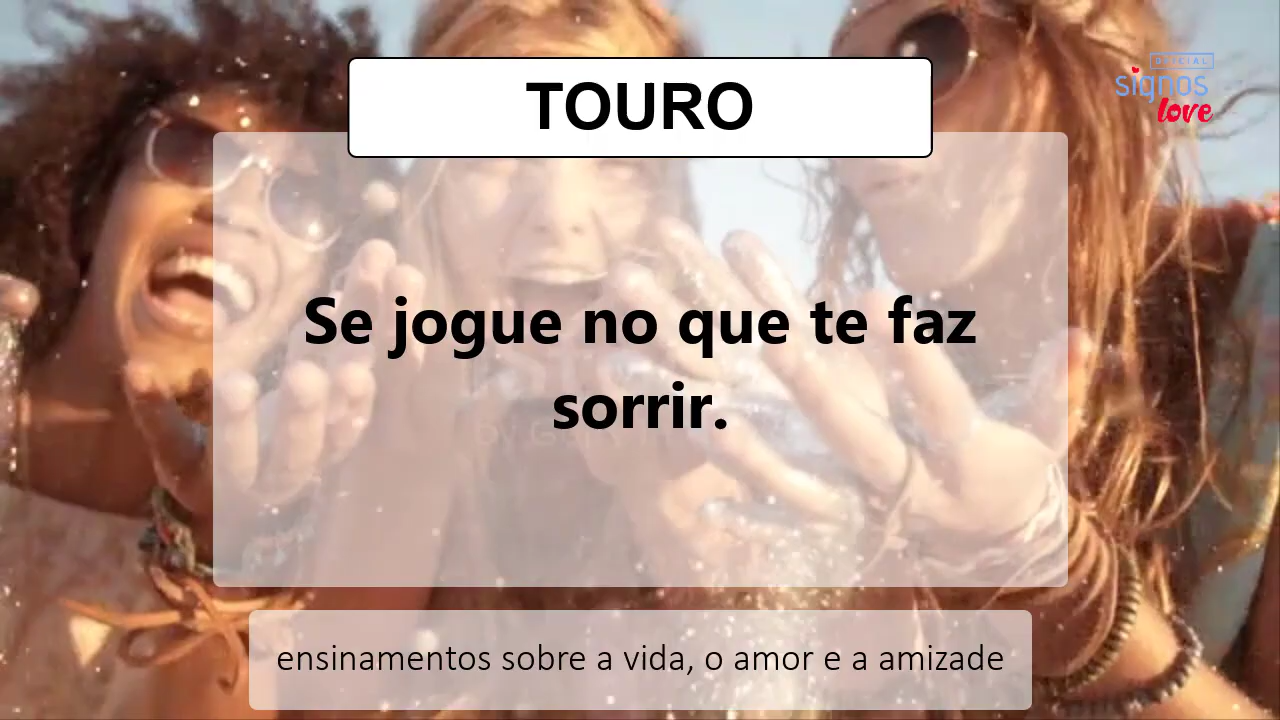 TOURO
OFICIAL
signos
love
Se jogue no que te faz
sorrir.
ensinamentos sobre a vida, o amor e a amizade